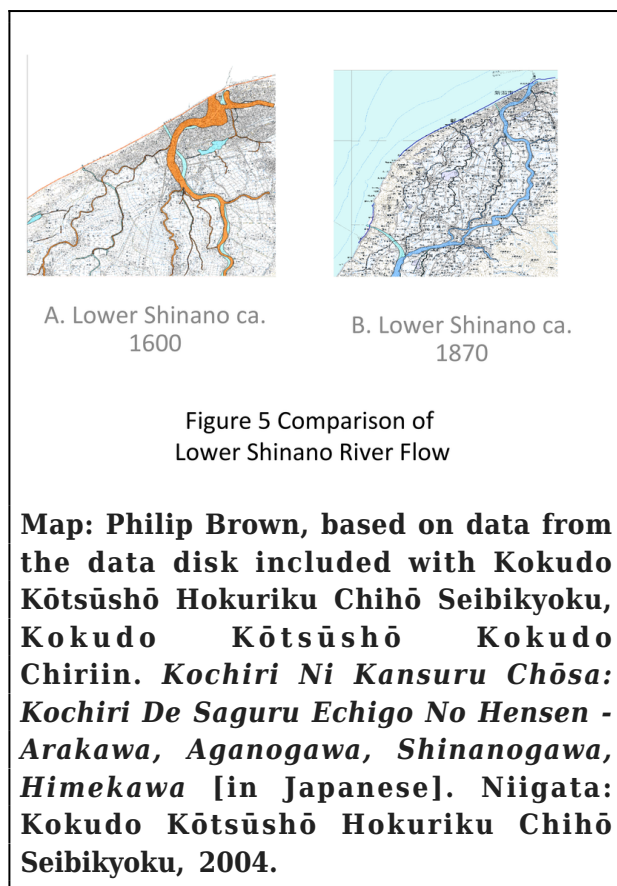 A. Lower Shinano ca.
1600
B. Lower Shinano ca.
1870
Figure 5 Comparison of
Lower Shinano River Flow
Map: Philip Brown, based on data from
the data disk included with Kokudo
Kōtsūshō Hokuriku Chihō Seibikyoku,
Kokudo Kōtsūshō Kokudo
Chiriin. Kochiri Ni Kansuru Chōsa:
Kochiri De Saguru Echigo No Hensen -
Arakawa, Aganogawa, Shinanogawa,
Himekawa [in Japanese]. Niigata:
Kokudo Kōtsūshō Hokuriku Chihō
Seibikyoku, 2004.